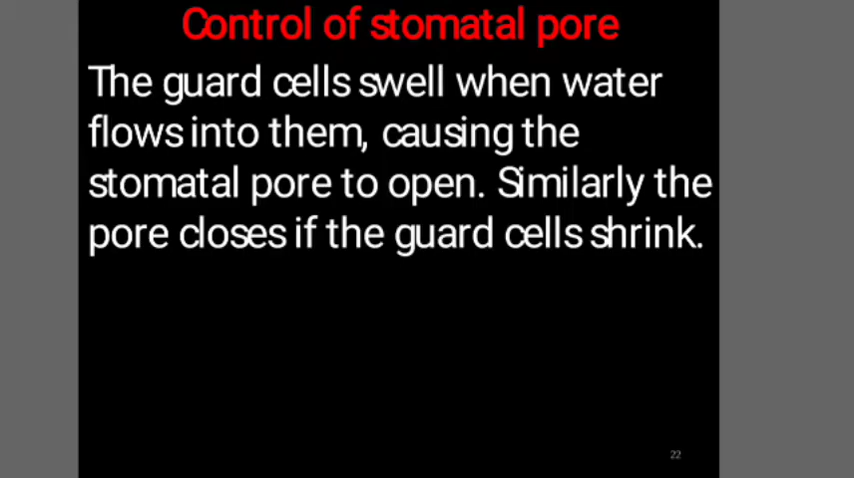 Control of stomatal pore
The guard cells swell when water
flows into them, causing the
stomatal pore to open. Similarly the
pore closes if the guard cells shrink.
22